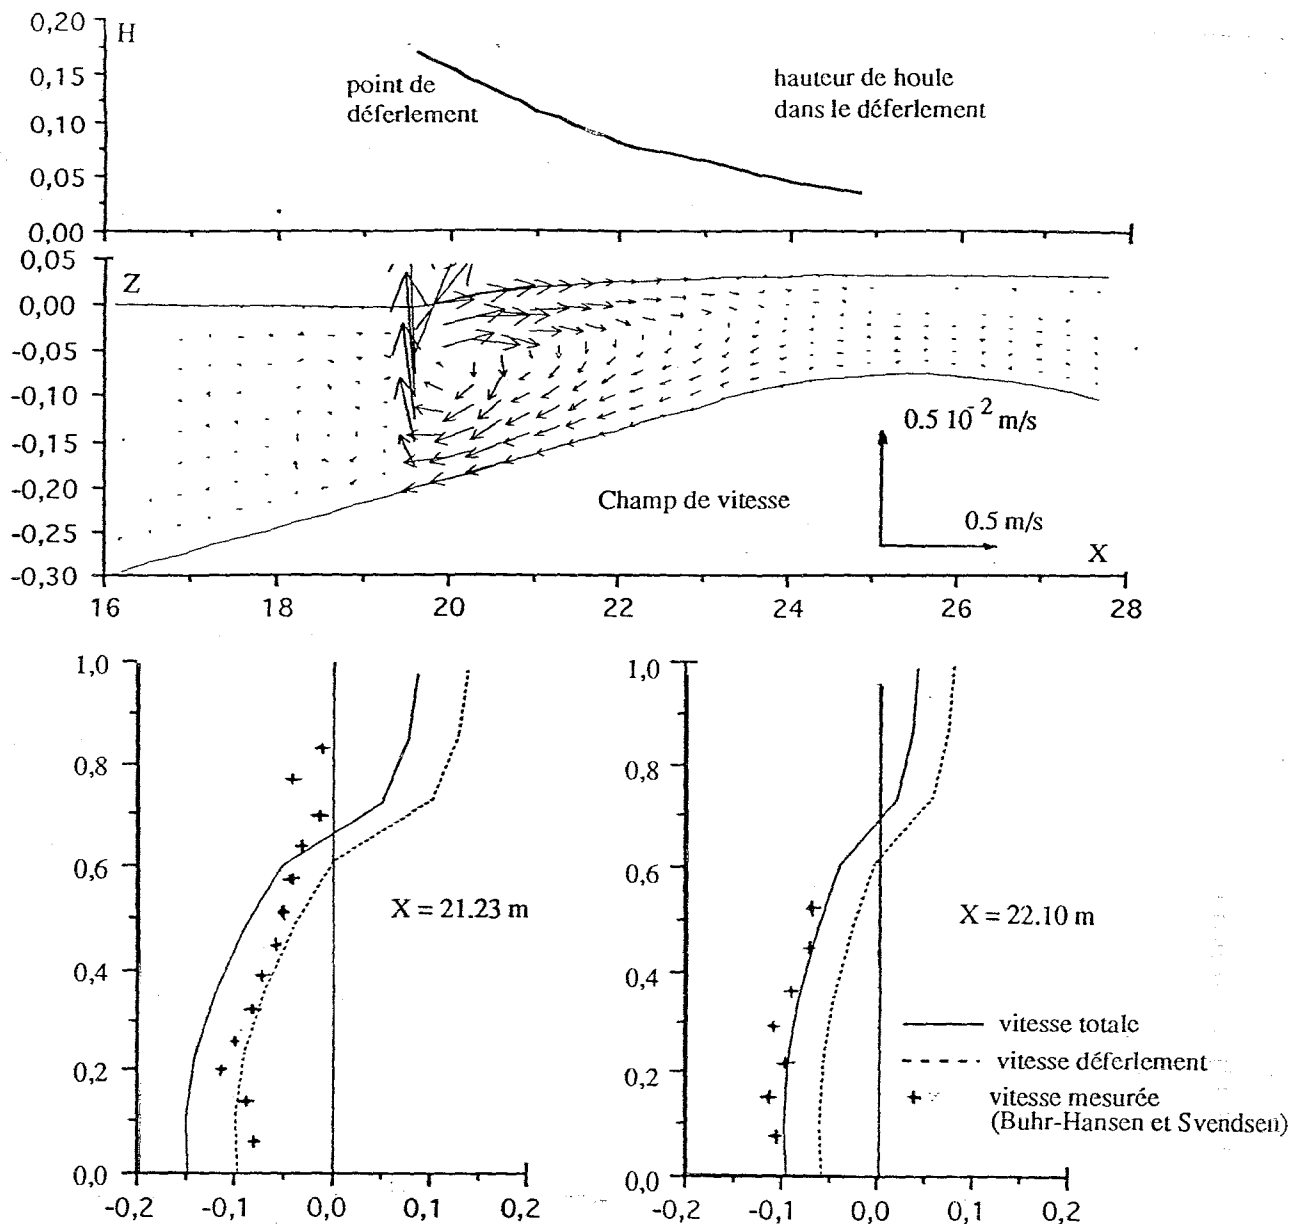 0,20
H
0,15
0,10
0,05
0,00
point de
déferlement
hauteur de houle
dans le déferlement
0,05
Z
0,00
-0,05
-0,10
-0,15
-0,20
-0,25
-0,30
0.5 10⁻² m/s
Champ de vitesse
0.5 m/s
X
16 18 20 22 24 26 28
1,0
0,8
0,6
0,4
0,2
0,0
X = 21.23 m
-0,2 -0,1 0,0 0,1 0,2
1,0
0,8
0,6
0,4
0,2
0,0
X = 22.10 m
vitesse totale
vitesse déferlement
vitesse mesurée
(Buhr-Hansen et Svendsen)
-0,2 -0,1 0,0 0,1 0,2